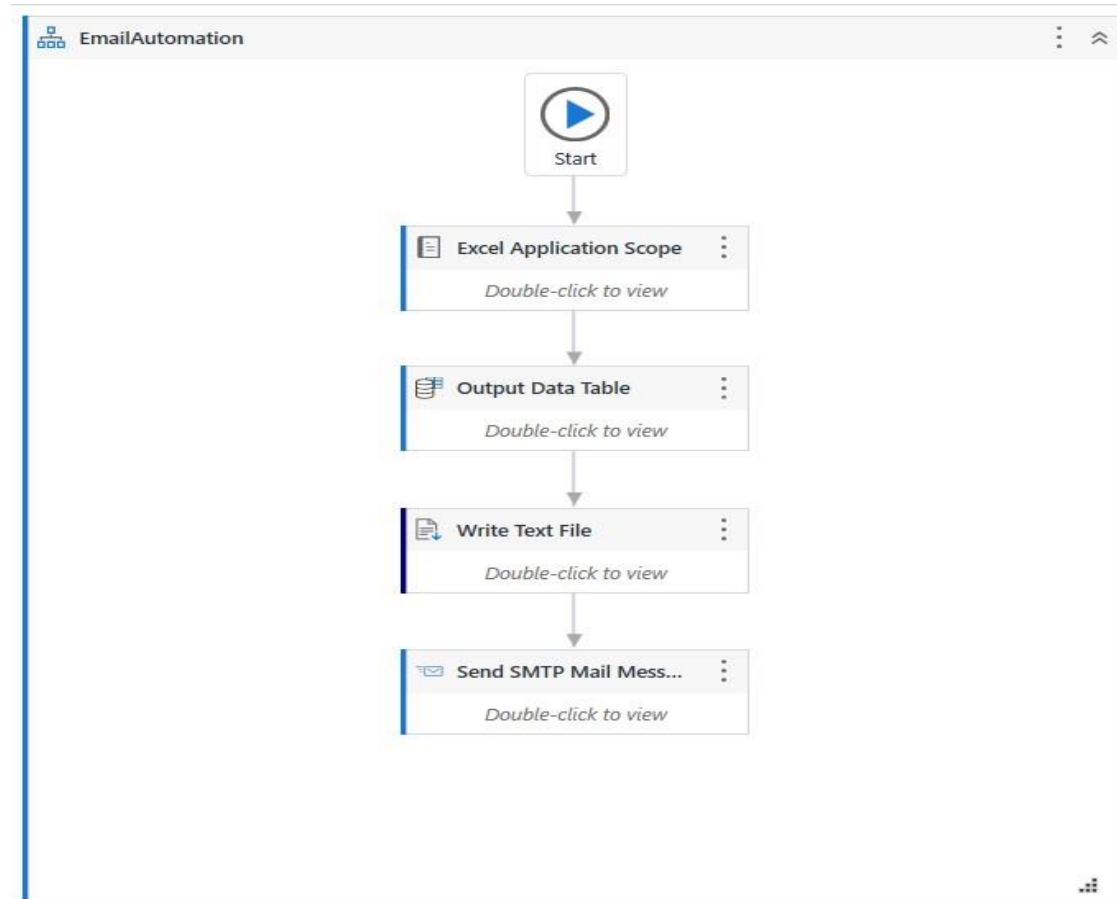 EmailAutomation
Start
Excel Application Scope
Double-click to view
Output Data Table
Double-click to view
Write Text File
Double-click to view
Send SMTP Mail Mess...
Double-click to view